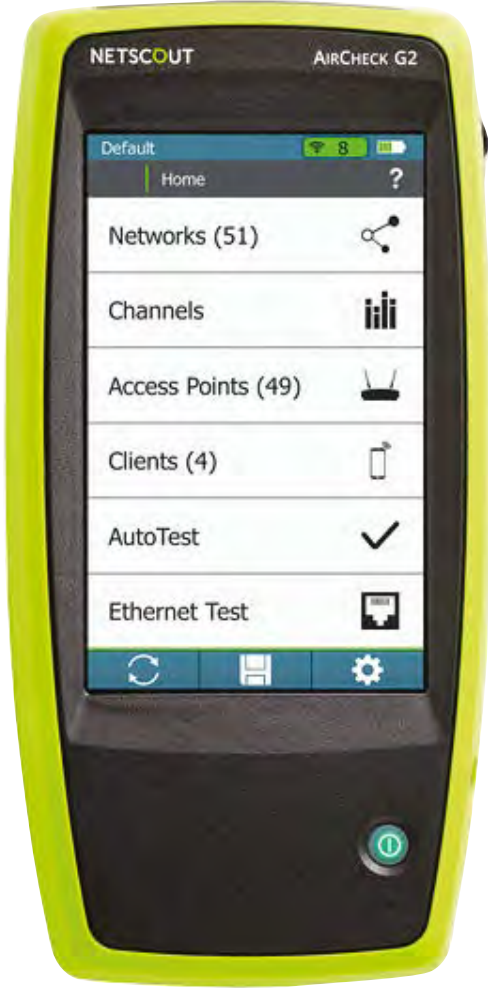 NETSCOUT AIRCHECK G2
Default 8
Home ?
Networks (51)
Channels
Access Points (49)
Clients (4)
AutoTest
Ethernet Test